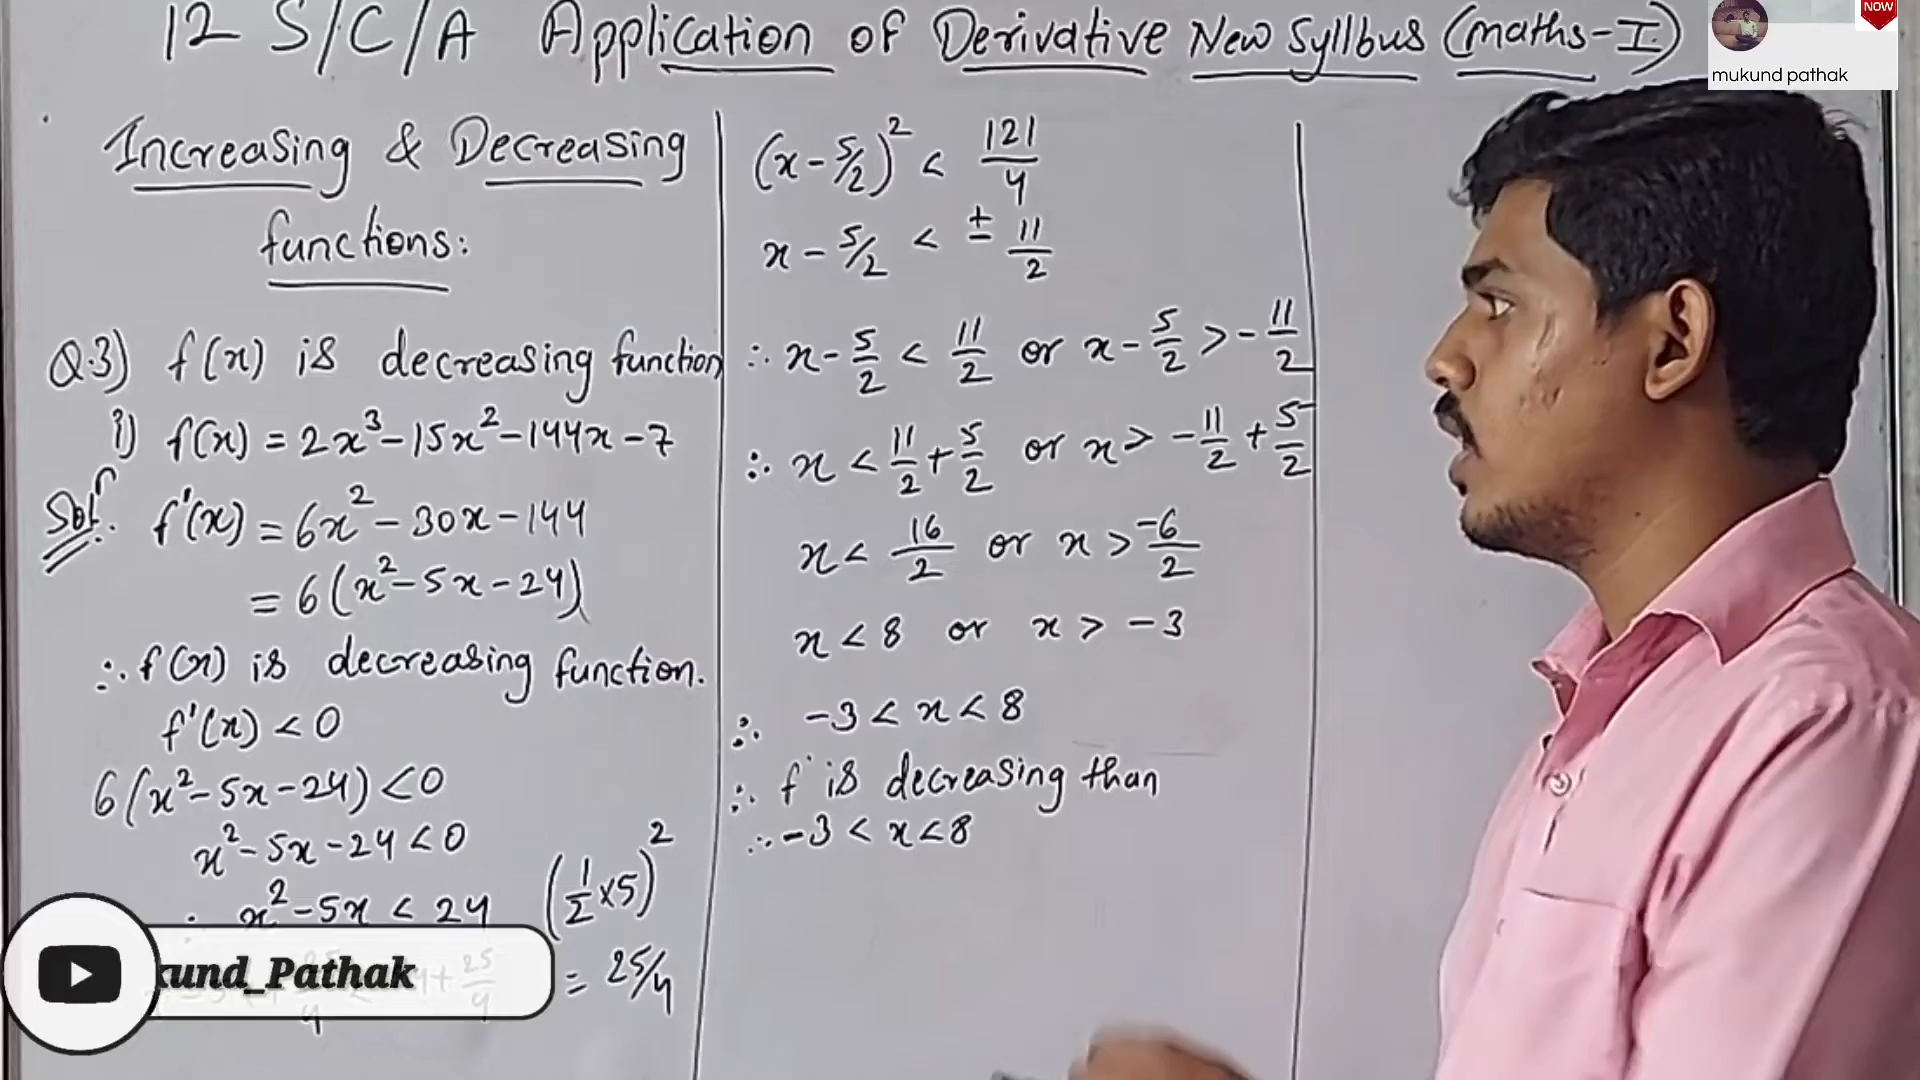 12 S/C/A Application of Derivative New Syllbus (maths-I)
NOW
mukund pathak
Increasing & Decreasing
functions:
Q.3) f(x) is decreasing function
i) f(x) = 2x³-15x²-144x-7
Solⁿ. f'(x) = 6x²-30x-144
= 6(x²-5x-24)
∴ f(x) is decreasing function.
f'(x) < 0
6(x²-5x-24) < 0
x²-5x-24 < 0
x²-5x < 24 (1/2 × 5)²
= 25/4
+ 25/4
kund_Pathak
(x-5/2)² < 121/4
x-5/2 < ± 11/2
∴ x-5/2 < 11/2 or x-5/2 > -11/2
∴ x < 11/2 + 5/2 or x > -11/2 + 5/2
x < 16/2 or x > -6/2
x < 8 or x > -3
∴ -3 < x < 8
∴ f is decreasing than
∴ -3 < x < 8